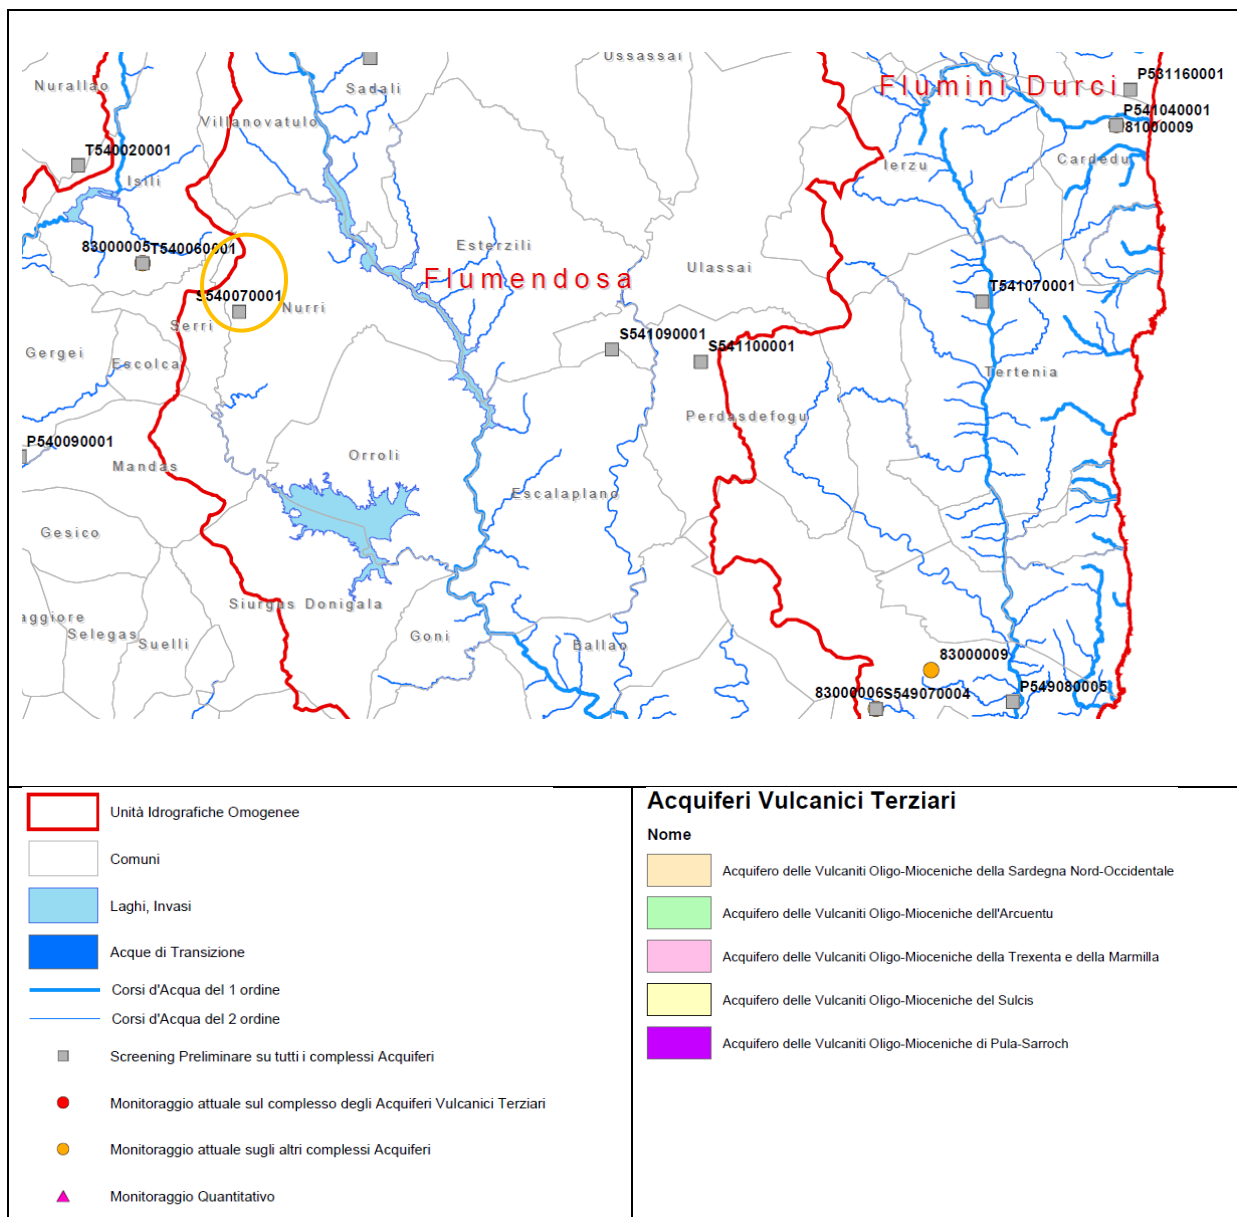 Ussassai
Flumini Durci
P531160001
Nurallao
Sadali
P541040001
81000009
Villanovatulo
T540020001
Ierzu
Cardedu
Isili
83000005
T540060001
Esterzili
Flumendosa
Ulassai
S540070001
Nurri
T541070001
Serri
S541090001
S541100001
Gergei
Escolca
Tertenia
Perdasdefogu
P540090001
Mandas
Orroli
Escalaplano
Gesico
Siurgus Donigala
aggiore
Selegas
Suelli
Goni
Ballao
83000009
83000006
S549070004
P549080005
Unità Idrografiche Omogenee
Comuni
Laghi, Invasi
Acque di Transizione
Corsi d'Acqua del 1 ordine
Corsi d'Acqua del 2 ordine
Screening Preliminare su tutti i complessi Acquiferi
Monitoraggio attuale sul complesso degli Acquiferi Vulcanici Terziari
Monitoraggio attuale sugli altri complessi Acquiferi
Monitoraggio Quantitativo
Acquiferi Vulcanici Terziari
Nome
Acquifero delle Vulcaniti Oligo-Mioceniche della Sardegna Nord-Occidentale
Acquifero delle Vulcaniti Oligo-Mioceniche dell'Arcuentu
Acquifero delle Vulcaniti Oligo-Mioceniche della Trexenta e della Marmilla
Acquifero delle Vulcaniti Oligo-Mioceniche del Sulcis
Acquifero delle Vulcaniti Oligo-Mioceniche di Pula-Sarroch